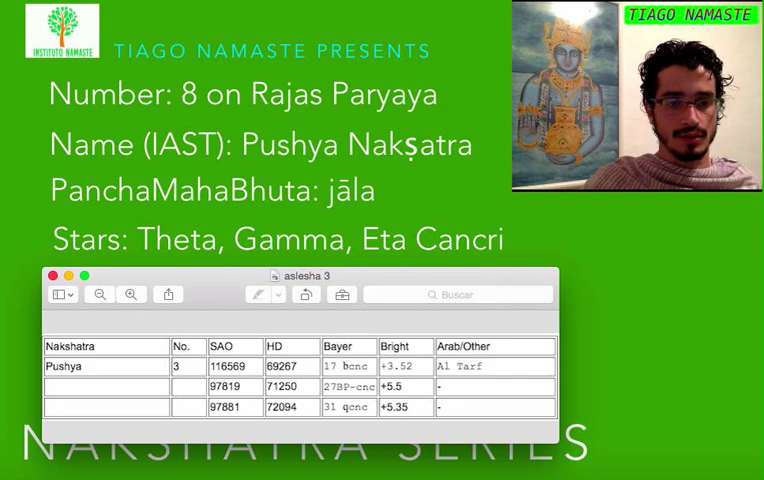 INSTITUTO NAMASTE
TIAGO NAMASTE PRESENTS
TIAGO NAMASTE
Number: 8 on Rajas Paryaya
Name (IAST): Pushya Nakṣatra
PanchaMahaBhuta: jāla
Stars: Theta, Gamma, Eta Cancri
aslesha 3
Buscar
Nakshatra No. SAO HD Bayer Bright Arab/Other
Pushya 3 116569 69267 17 bcnc +3.52 Al Tarf
97819 71250 27BP-cnc +5.5 -
97881 72094 31 qcnc +5.35 -
NAKSHATRA SERIES